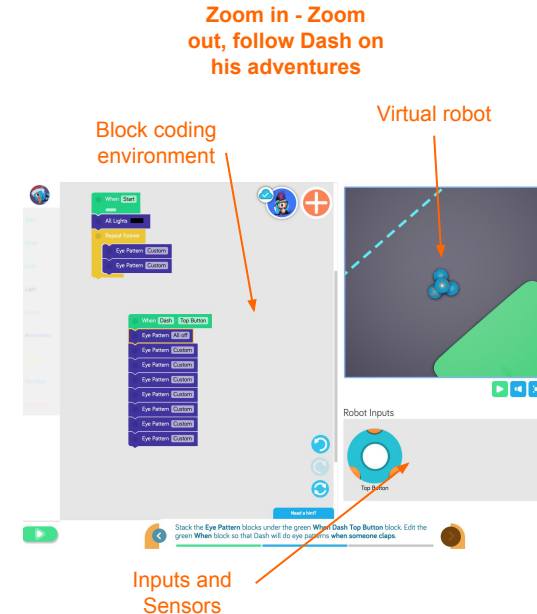 Zoom in - Zoom
out, follow Dash on
his adventures
Virtual robot
Block coding
environment
When Start
All Lights
Repeat Forever
Eye Pattern Custom
Eye Pattern Custom
Light
When Dash Top Button
Eye Pattern All off
Eye Pattern Custom
Eye Pattern Custom
Eye Pattern Custom
Eye Pattern Custom
Eye Pattern Custom
Eye Pattern Custom
Eye Pattern Custom
Robot Inputs
Top Button
Need a hint?
Stack the Eye Pattern blocks under the green When Dash Top Button block. Edit the
green When block so that Dash will do eye patterns when someone claps.
Inputs and
Sensors